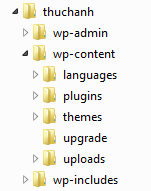 thuchanh
wp-admin
wp-content
languages
plugins
themes
upgrade
uploads
wp-includes